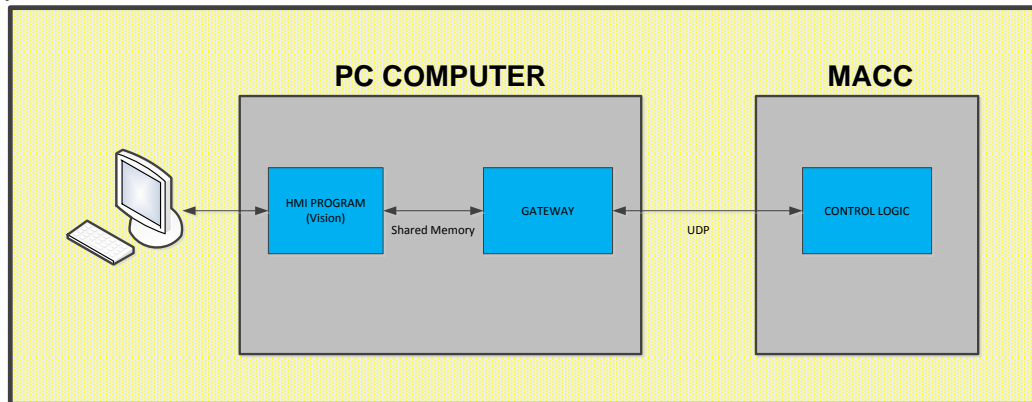 PC COMPUTER
MACC
HMI PROGRAM
(Vision)
Shared Memory
GATEWAY
UDP
CONTROL LOGIC